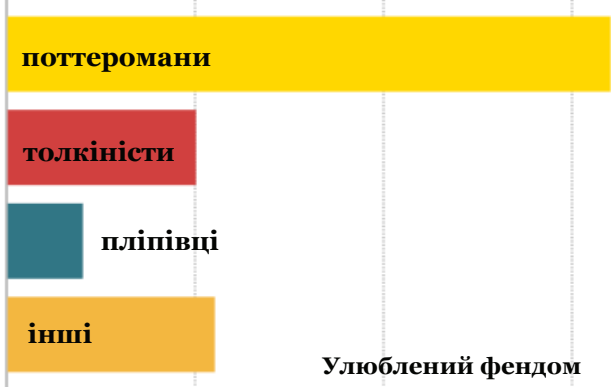 поттеромани
толкіністи
пліпівці
інші
Улюблений фендом